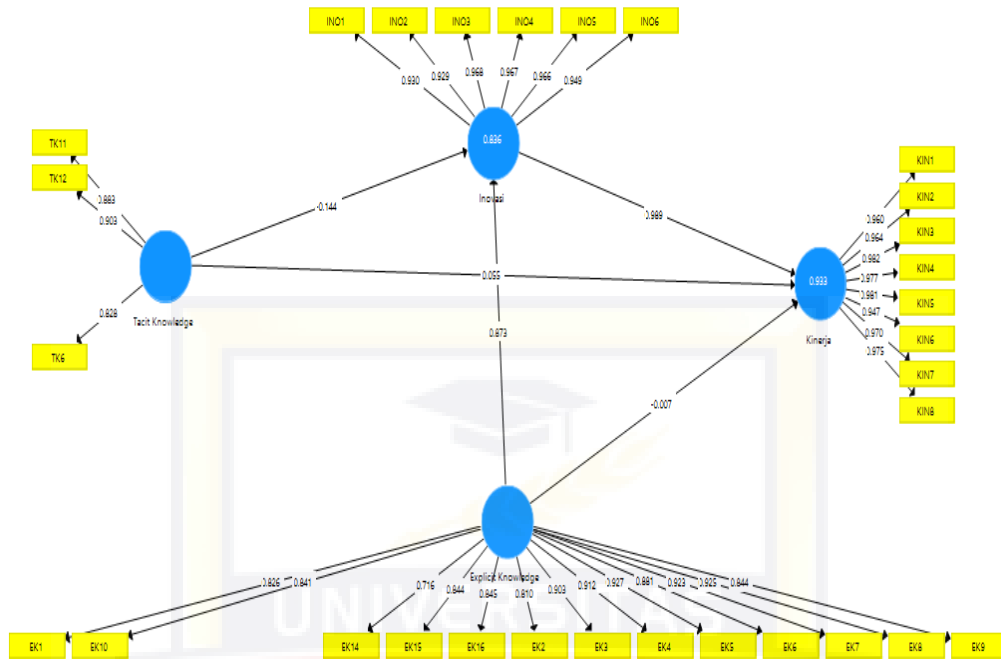 INO1 INO2 INO3 INO4 INO5 INO6
0.930 0.929 0.968 0.967 0.966 0.949
0.836
Inovasi
TK11
TK12
0.883
0.903
0.828
TK6
Tacit Knowledge
-0.144
0.055
0.873
0.989
-0.007
0.933
Kinerja
KIN1
KIN2
KIN3
KIN4
KIN5
KIN6
KIN7
KIN8
0.960
0.964
0.982
0.977
0.981
0.947
0.970
0.975
Explicit Knowledge
0.826 0.841 0.716 0.844 0.845 0.810 0.903 0.912 0.927 0.881 0.923 0.925 0.844
UNIVERSITAS
EK1 EK10 EK14 EK15 EK16 EK2 EK3 EK4 EK5 EK6 EK7 EK8 EK9